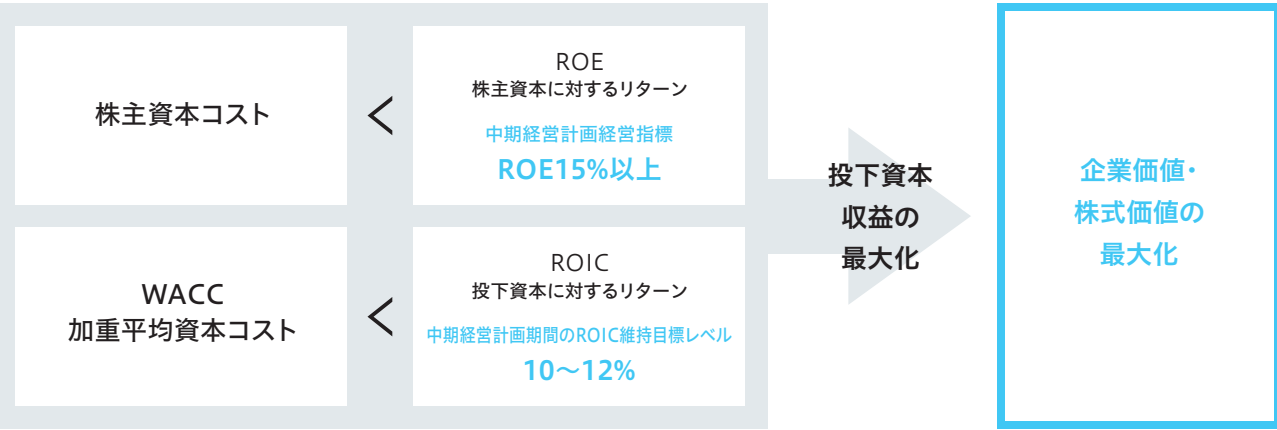 株主資本コスト
<
ROE
株主資本に対するリターン
中期経営計画経営指標
ROE15%以上
WACC
加重平均資本コスト
<
ROIC
投下資本に対するリターン
中期経営計画期間のROIC維持目標レベル
10〜12%
投下資本
収益の
最大化
企業価値・
株式価値の
最大化